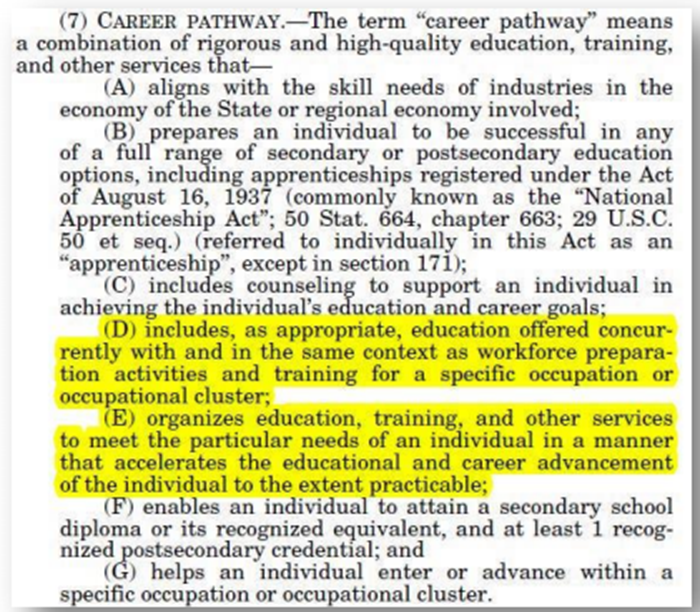 (7) CAREER PATHWAY.—The term “career pathway” means
a combination of rigorous and high-quality education, training,
and other services that—
(A) aligns with the skill needs of industries in the
economy of the State or regional economy involved;
(B) prepares an individual to be successful in any
of a full range of secondary or postsecondary education
options, including apprenticeships registered under the Act
of August 16, 1937 (commonly known as the “National
Apprenticeship Act”; 50 Stat. 664, chapter 663; 29 U.S.C.
50 et seq.) (referred to individually in this Act as an
“apprenticeship”, except in section 171);
(C) includes counseling to support an individual in
achieving the individual’s education and career goals;
(D) includes, as appropriate, education offered concur-
rently with and in the same context as workforce prepara-
tion activities and training for a specific occupation or
occupational cluster;
(E) organizes education, training, and other services
to meet the particular needs of an individual in a manner
that accelerates the educational and career advancement
of the individual to the extent practicable;
(F) enables an individual to attain a secondary school
diploma or its recognized equivalent, and at least 1 recog-
nized postsecondary credential; and
(G) helps an individual enter or advance within a
specific occupation or occupational cluster.